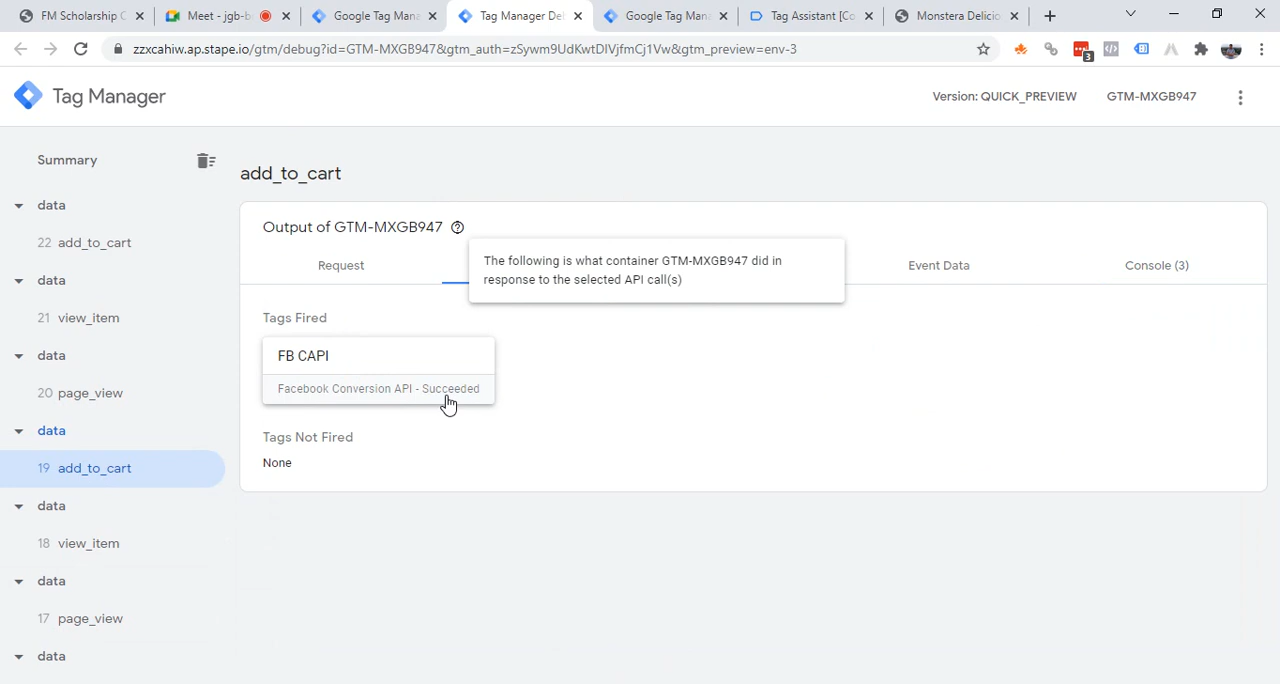 FM Scholarship C
Meet - jgb-b
Google Tag Mana
Tag Manager De
Google Tag Mana
Tag Assistant [Co
Monstera Delicio
zzxcahiw.ap.stape.io/gtm/debug?id=GTM-MXGB947&gtm_auth=zSywm9UdKwtDlVjfmCj1Vw&gtm_preview=env-3
3
Tag Manager
Version: QUICK_PREVIEW
GTM-MXGB947
Summary
data
22 add_to_cart
data
21 view_item
data
20 page_view
data
19 add_to_cart
data
18 view_item
data
17 page_view
data
add_to_cart
Output of GTM-MXGB947
The following is what container GTM-MXGB947 did in
response to the selected API call(s)
Request
Event Data
Console (3)
Tags Fired
FB CAPI
Facebook Conversion API - Succeeded
Tags Not Fired
None